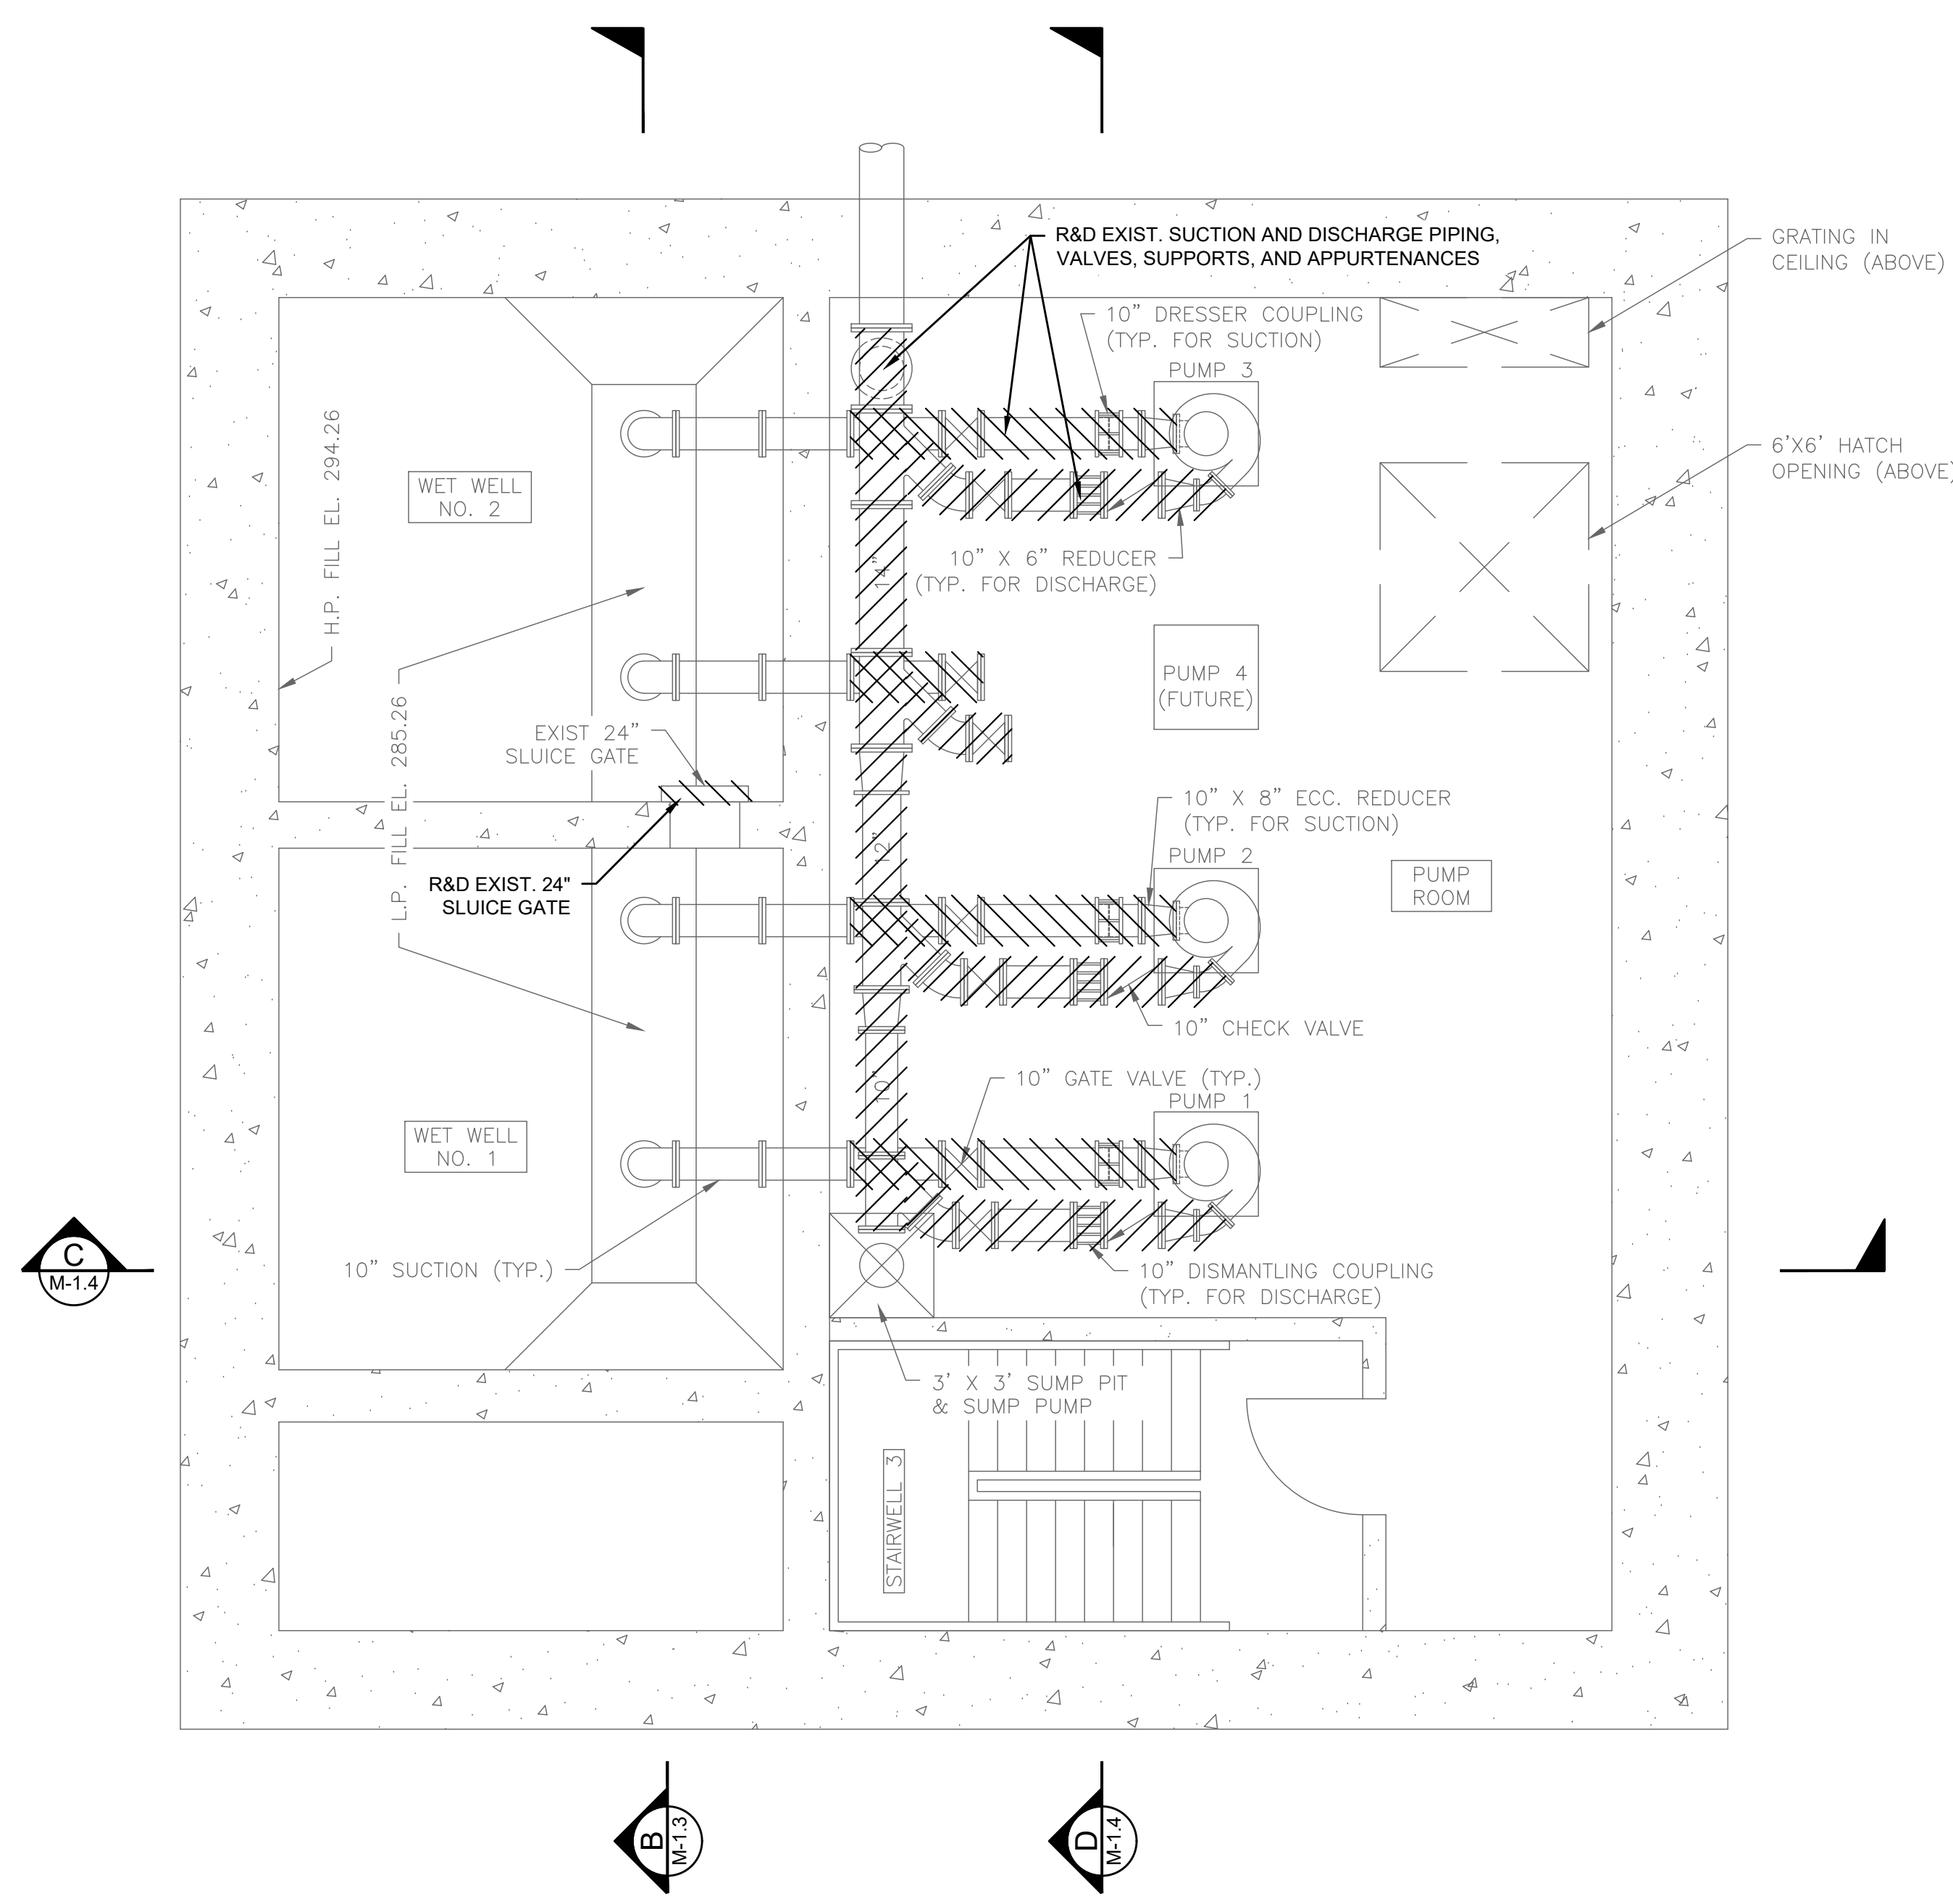 R&D EXIST. SUCTION AND DISCHARGE PIPING,
VALVES, SUPPORTS, AND APPURTENANCES
GRATING IN
CEILING (ABOVE)
10" DRESSER COUPLING
(TYP. FOR SUCTION)
PUMP 3
H.P. FILL EL. 294.26
WET WELL
NO. 2
6'X6' HATCH
OPENING (ABOVE)
10" X 6" REDUCER
(TYP. FOR DISCHARGE)
14"
PUMP 4
(FUTURE)
L.P. FILL EL. 285.26
EXIST 24"
SLUICE GATE
10" X 8" ECC. REDUCER
(TYP. FOR SUCTION)
12"
PUMP 2
R&D EXIST. 24"
SLUICE GATE
PUMP
ROOM
10" CHECK VALVE
10" GATE VALVE (TYP.)
10"
PUMP 1
WET WELL
NO. 1
10" SUCTION (TYP.)
10" DISMANTLING COUPLING
(TYP. FOR DISCHARGE)
C
M-1.4
3' X 3' SUMP PIT
& SUMP PUMP
STAIRWELL 3
B
M-1.3
D
M-1.4